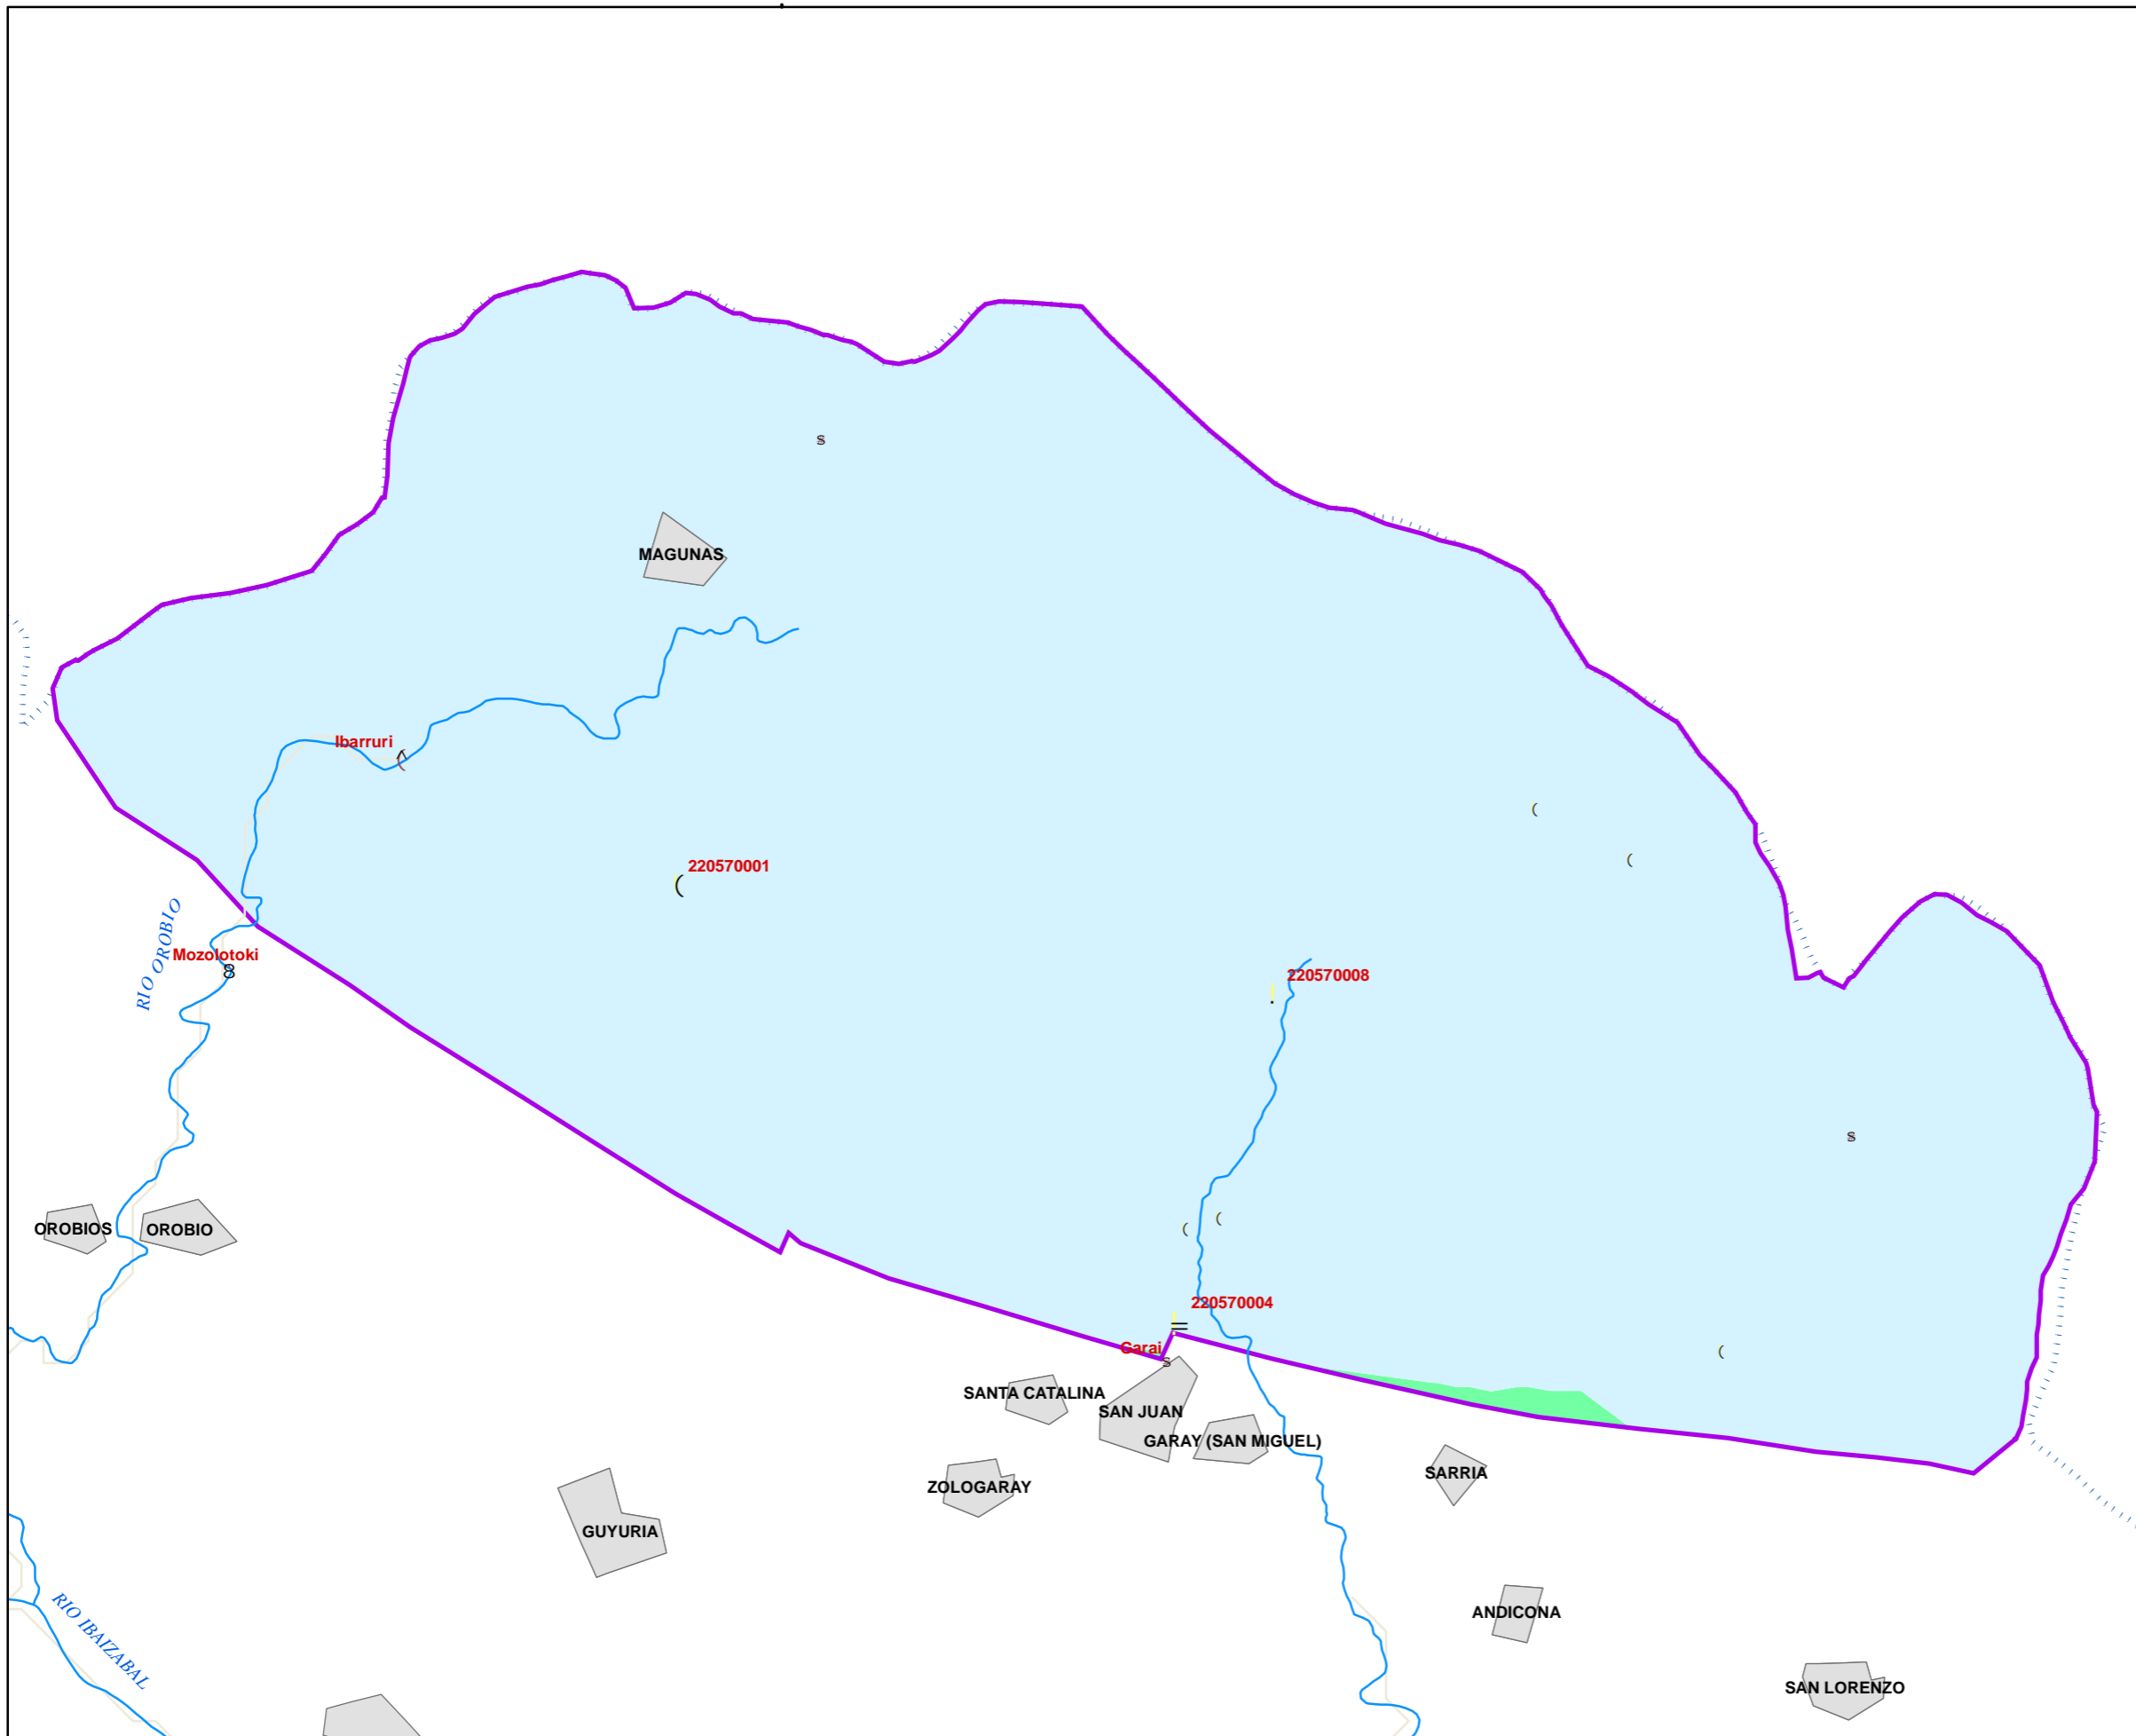 MAGUNAS
Ibarruri
220570001
RIO OROBIO
Mozolotoki
220570008
OROBIOS
OROBIO
220570004
Garai
SANTA CATALINA
SAN JUAN
GARAY (SAN MIGUEL)
SARRIA
ZOLOGARAY
GUYURIA
ANDICONA
RIO IBAIZABAL
SAN LORENZO